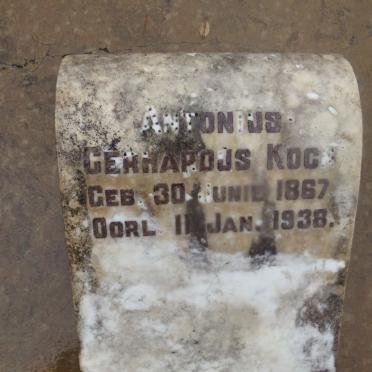 ANTONIUS
GERHARDUS KOCH
GEB. 30 JUNIE 1867
OORL. 11 JAN. 1938.